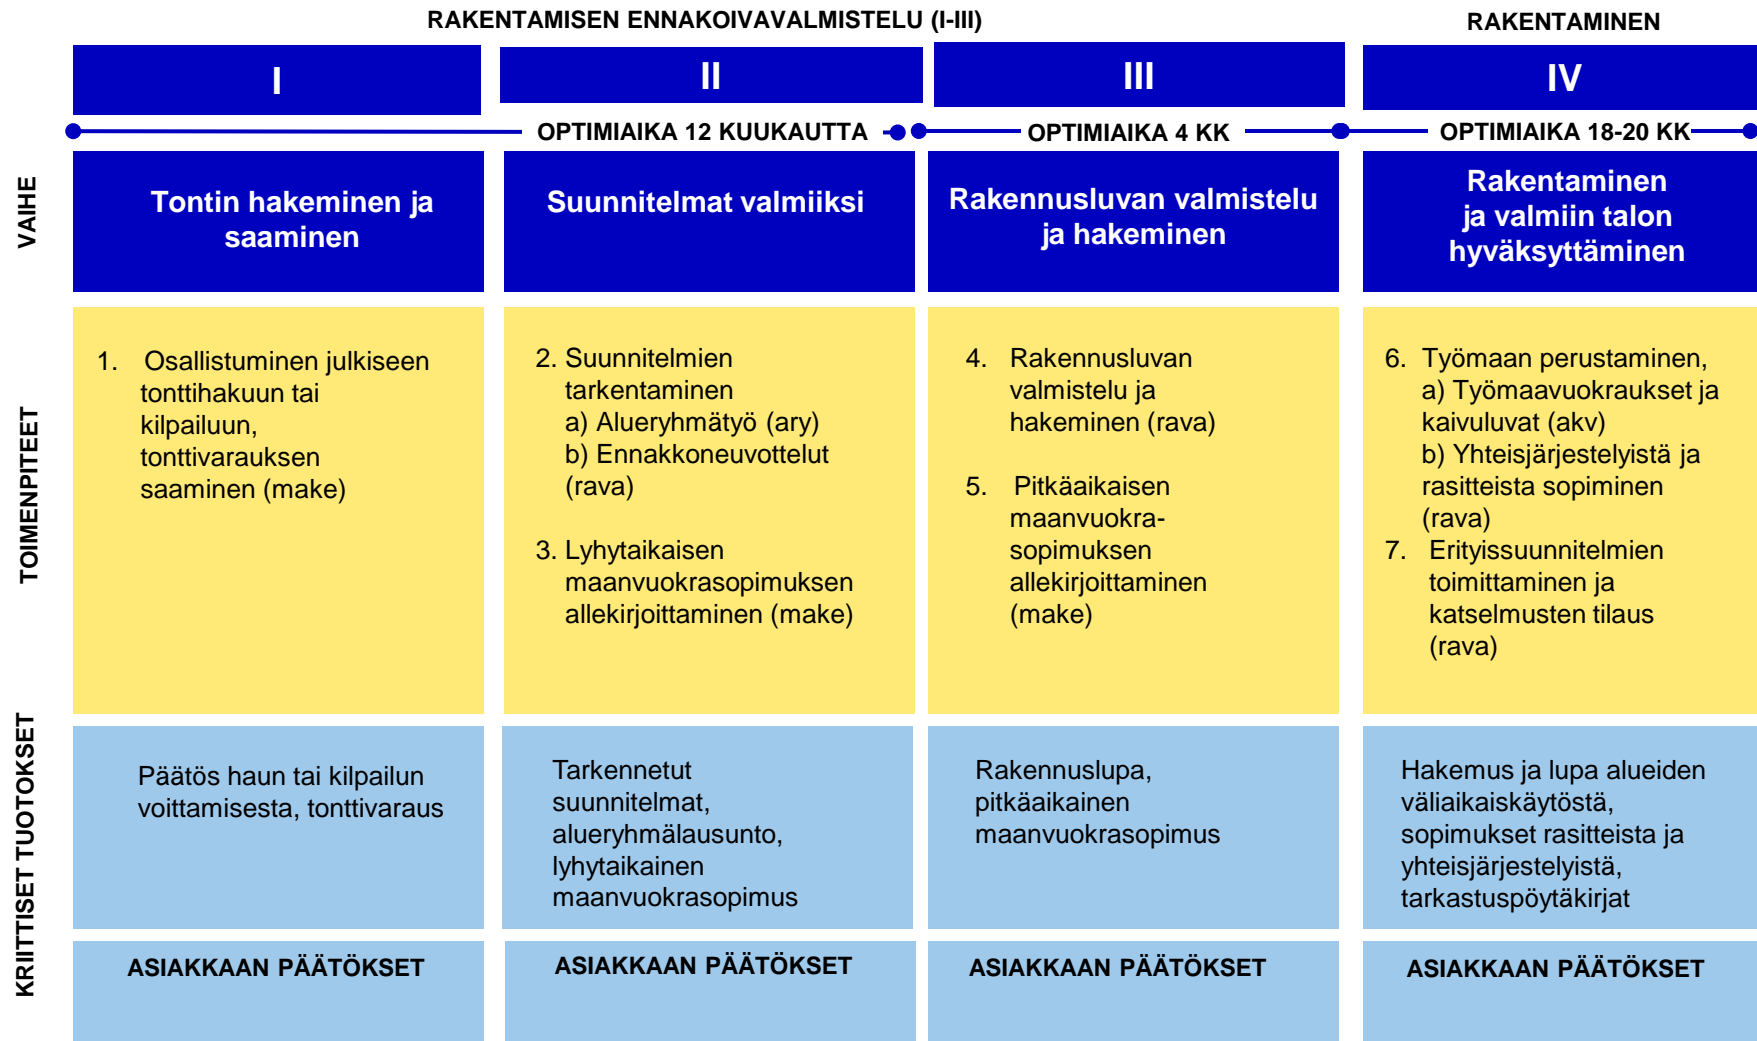 RAKENTAMISEN ENNAKOIVAVALMISTELU (I-III)
RAKENTAMINEN
I
II
III
IV
OPTIMIAIKA 12 KUUKAUTTA
OPTIMIAIKA 4 KK
OPTIMIAIKA 18-20 KK
VAIHE
Tontin hakeminen ja
saaminen
Suunnitelmat valmiiksi
Rakennusluvan valmistelu
ja hakeminen
Rakentaminen
ja valmiin talon
hyväksyttäminen
TOIMENPITEET
1. Osallistuminen julkiseen
tonttihakuun tai
kilpailuun,
tonttivarauksen
saaminen (make)
2. Suunnitelmien
tarkentaminen
a) Alueryhmätyö (ary)
b) Ennakkoneuvottelut
(rava)
3. Lyhytaikaisen
maanvuokrasopimuksen
allekirjoittaminen (make)
4. Rakennusluvan
valmistelu ja
hakeminen (rava)
5. Pitkäaikaisen
maanvuokra-
sopimuksen
allekirjoittaminen
(make)
6. Työmaan perustaminen,
a) Työmaavuokraukset ja
kaivuluvat (akv)
b) Yhteisjärjestelyistä ja
rasitteista sopiminen
(rava)
7. Erityissuunnitelmien
toimittaminen ja
katselmusten tilaus
(rava)
KRIITTISET TUOTOKSET
Päätös haun tai kilpailun
voittamisesta, tonttivaraus
Tarkennetut
suunnitelmat,
alueryhmälausunto,
lyhytaikainen
maanvuokrasopimus
Rakennuslupa,
pitkäaikainen
maanvuokrasopimus
Hakemus ja lupa alueiden
väliaikaiskäytöstä,
sopimukset rasitteista ja
yhteisjärjestelyistä,
tarkastuspöytäkirjat
ASIAKKAAN PÄÄTÖKSET
ASIAKKAAN PÄÄTÖKSET
ASIAKKAAN PÄÄTÖKSET
ASIAKKAAN PÄÄTÖKSET